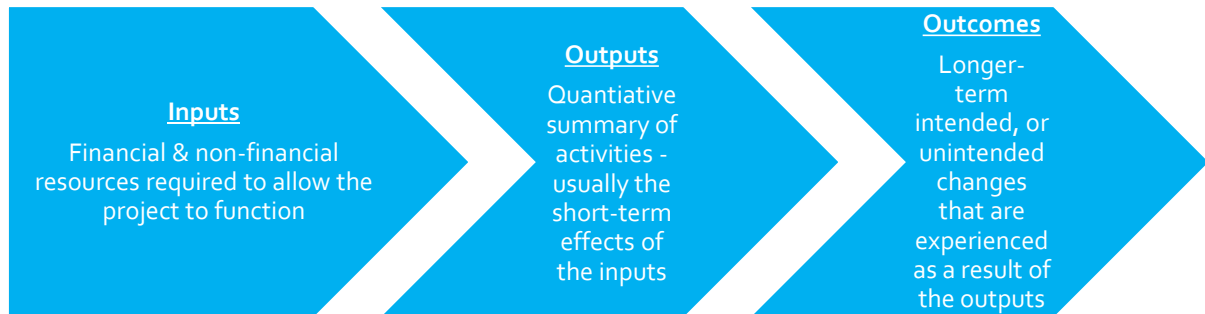 Inputs
Financial & non-financial
resources required to allow the
project to function
Outputs
Quantiative
summary of
activities -
usually the
short-term
effects of
the inputs
Outcomes
Longer-
term
intended, or
unintended
changes
that are
experienced
as a result of
the outputs